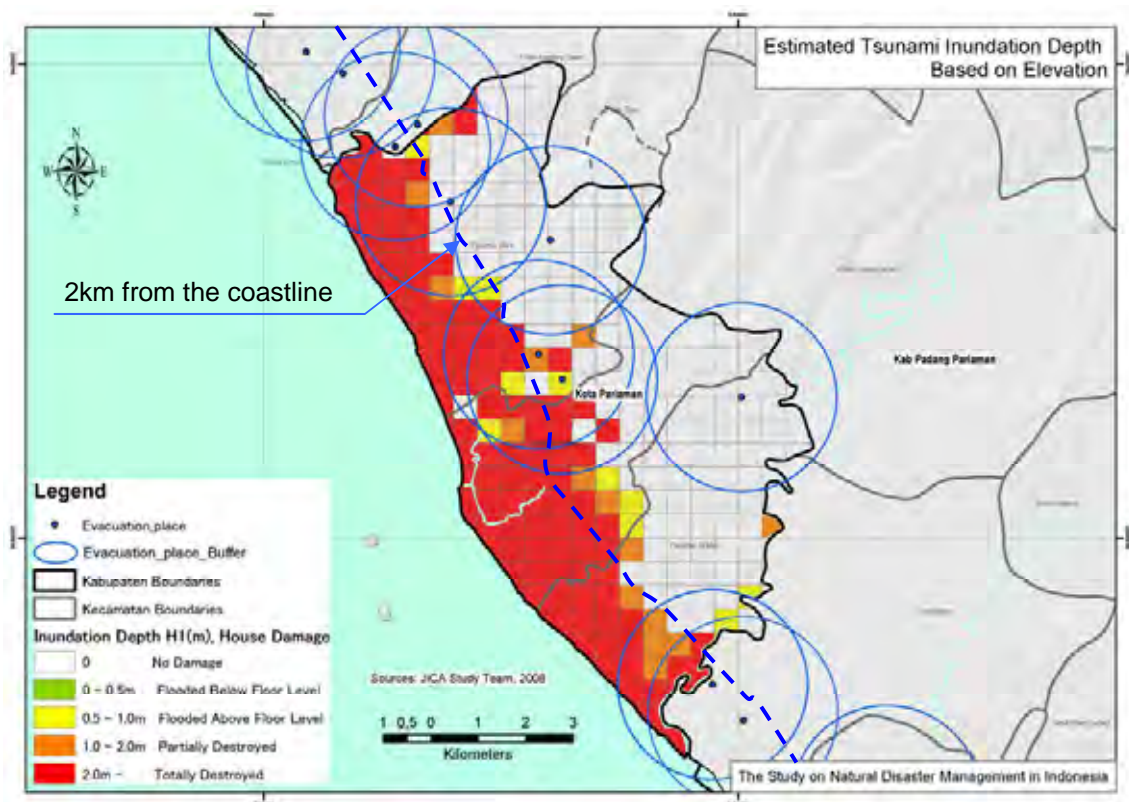 Estimated Tsunami Inundation Depth
Based on Elevation
N
W
E
S
2km from the coastline
Kab Padang Pariaman
Kota Pariaman
Legend
Evacuation_place
Evacuation_place_Buffer
Kabupaten Boundaries
Kecamatan Boundaries
Inundation Depth H1(m), House Damage
0 No Damage
0 - 0.5m Flooded Below Floor Level
0.5 - 1.0m Flooded Above Floor Level
1.0 - 2.0m Partially Destroyed
2.0m - Totally Destroyed
Sources: JICA Study Team, 2008
1 0.5 0 1 2 3
Kilometers
The Study on Natural Disaster Management in Indonesia